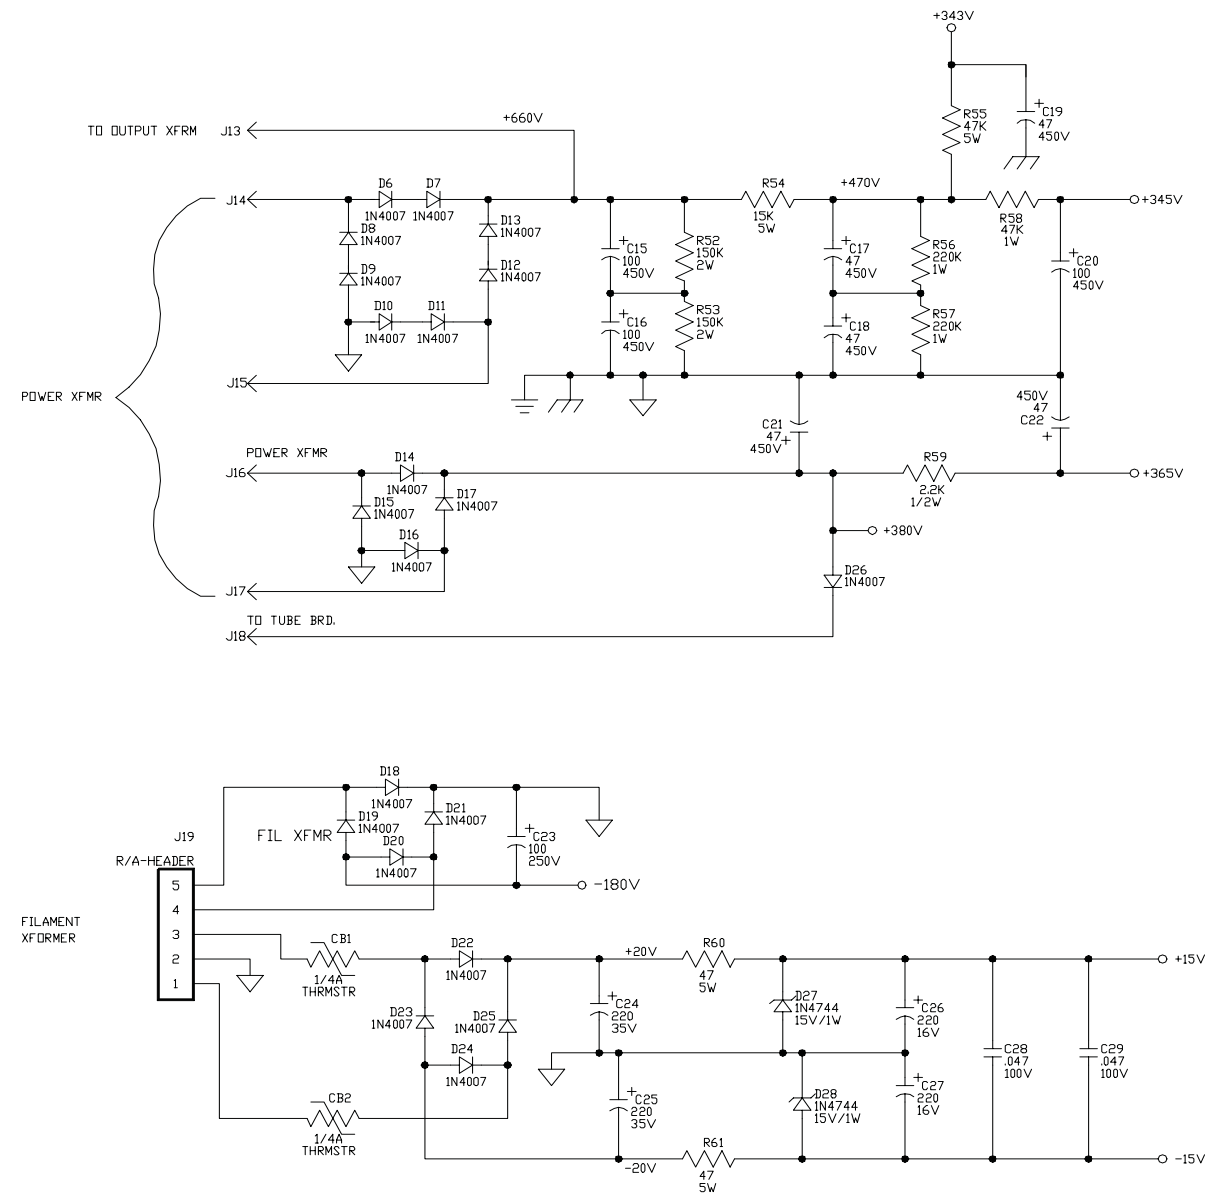 +343V
R55
47K
5W
C19
47
450V
+
TO OUTPUT XFRM
J13
+660V
J14
D6
1N4007
D7
1N4007
D8
1N4007
D9
1N4007
D10
1N4007
D11
1N4007
D13
1N4007
D12
1N4007
J15
POWER XFMR
+
C15
100
450V
+
C16
100
450V
R52
150K
2W
R53
150K
2W
R54
15K
5W
+470V
+
C17
47
450V
+
C18
47
450V
R56
220K
1W
R57
220K
1W
R58
47K
1W
+345V
+
C20
100
450V
C21
47
450V
+
450V
47
C22
+
J16
POWER XFMR
D14
1N4007
D15
1N4007
D17
1N4007
D16
1N4007
J17
R59
2.2K
1/2W
+365V
+380V
D26
1N4007
TO TUBE BRD.
J18
D18
1N4007
D19
1N4007
D21
1N4007
D20
1N4007
FIL XFMR
+
C23
100
250V
-180V
J19
R/A-HEADER
5
4
3
2
1
FILAMENT
XFORMER
CB1
1/4A
THRMSTR
CB2
1/4A
THRMSTR
D22
1N4007
D23
1N4007
D25
1N4007
D24
1N4007
+20V
R60
47
5W
+
C24
220
35V
+
C25
220
35V
-20V
R61
47
5W
D27
1N4744
15V/1W
D28
1N4744
15V/1W
+
C26
220
16V
+
C27
220
16V
C28
.047
100V
C29
.047
100V
+15V
-15V